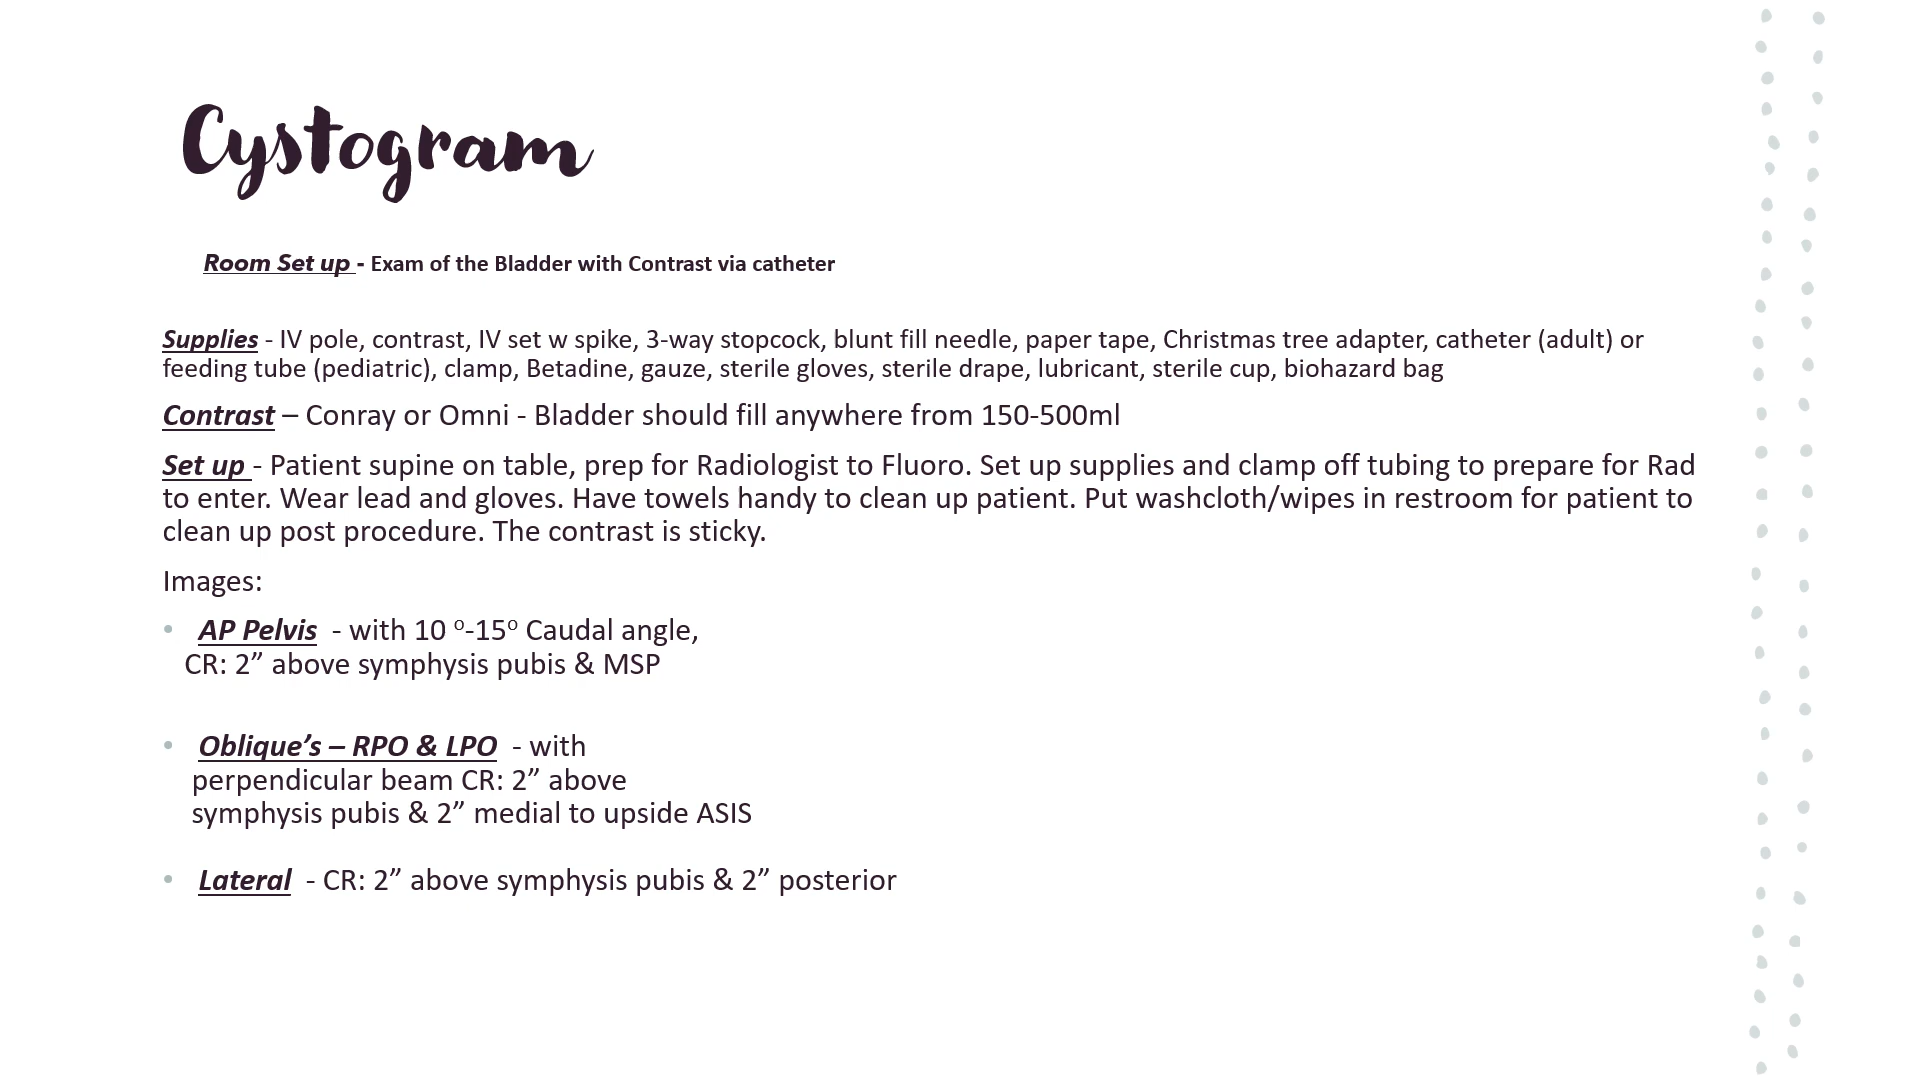 Cystogram
Room Set up - Exam of the Bladder with Contrast via catheter
Supplies - IV pole, contrast, IV set w spike, 3-way stopcock, blunt fill needle, paper tape, Christmas tree adapter, catheter (adult) or
feeding tube (pediatric), clamp, Betadine, gauze, sterile gloves, sterile drape, lubricant, sterile cup, biohazard bag
Contrast – Conray or Omni - Bladder should fill anywhere from 150-500ml
Set up - Patient supine on table, prep for Radiologist to Fluoro. Set up supplies and clamp off tubing to prepare for Rad
to enter. Wear lead and gloves. Have towels handy to clean up patient. Put washcloth/wipes in restroom for patient to
clean up post procedure. The contrast is sticky.
Images:
• AP Pelvis - with 10 º-15º Caudal angle,
CR: 2” above symphysis pubis & MSP
• Oblique’s – RPO & LPO - with
perpendicular beam CR: 2” above
symphysis pubis & 2” medial to upside ASIS
• Lateral - CR: 2” above symphysis pubis & 2” posterior